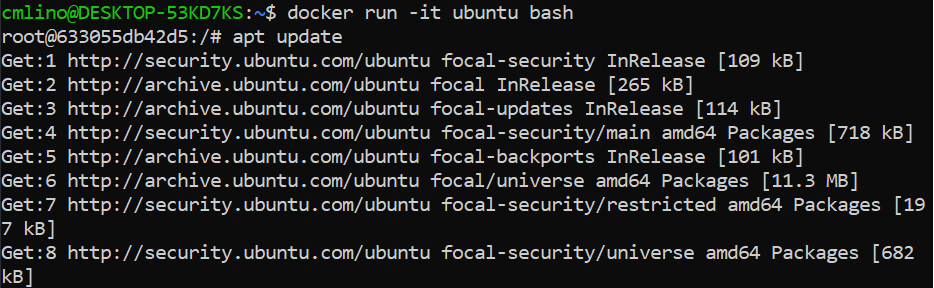 cmlino@DESKTOP-53KD7KS:~$ docker run -it ubuntu bash
root@633055db42d5:/# apt update
Get:1 http://security.ubuntu.com/ubuntu focal-security InRelease [109 kB]
Get:2 http://archive.ubuntu.com/ubuntu focal InRelease [265 kB]
Get:3 http://archive.ubuntu.com/ubuntu focal-updates InRelease [114 kB]
Get:4 http://security.ubuntu.com/ubuntu focal-security/main amd64 Packages [718 kB]
Get:5 http://archive.ubuntu.com/ubuntu focal-backports InRelease [101 kB]
Get:6 http://archive.ubuntu.com/ubuntu focal/universe amd64 Packages [11.3 MB]
Get:7 http://security.ubuntu.com/ubuntu focal-security/restricted amd64 Packages [19
7 kB]
Get:8 http://security.ubuntu.com/ubuntu focal-security/universe amd64 Packages [682
kB]